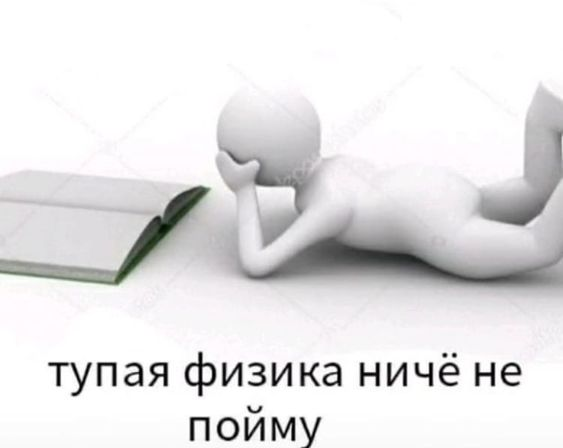 тупая физика ничё не
пойму